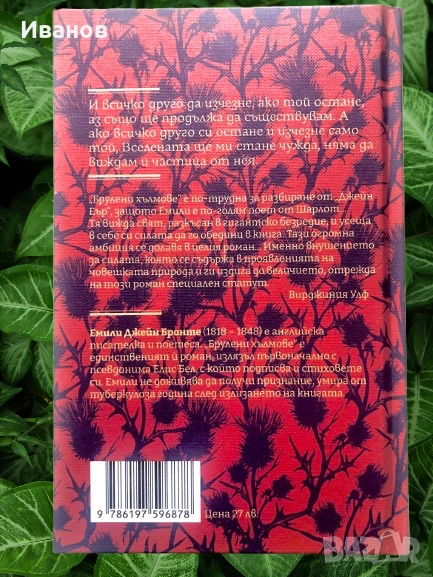 Иванов
И всичко друго да изчезне, ако той остане,
аз също ще продължа да съществувам. А
ако всичко друго си остане и изчезне само
той, Вселената ще ми стане чужда, няма да
виждам и частица от нея.
„Брулени хълмове“ е по-трудна за разбиране от „Джейн
Еър“, защото Емили е по-голям поет от Шарлот...
Тя вижда свят, разкъсан в гигантско безредие, и усеща
в себе си силата да го обедини в книга. Тази огромна
амбиция се долавя в целия роман... Именно внушението
за силата, която се съдържа в проявленията на
човешката природа и ги издига до величието, отрежда
на този роман специален статут.
Вирджиния Улф
Емили Джейн Бронте (1818 – 1848) е английска
писателка и поетеса. „Брулени хълмове“ е
единственият ѝ роман, излязъл първоначално с
псевдонима Елис Бел, с който подписва и стиховете
си. Емили не доживява да получи признание, умира от
туберкулоза година след излизането на книгата.
9 786197 596878
Цена 27 лв.
BAZAR